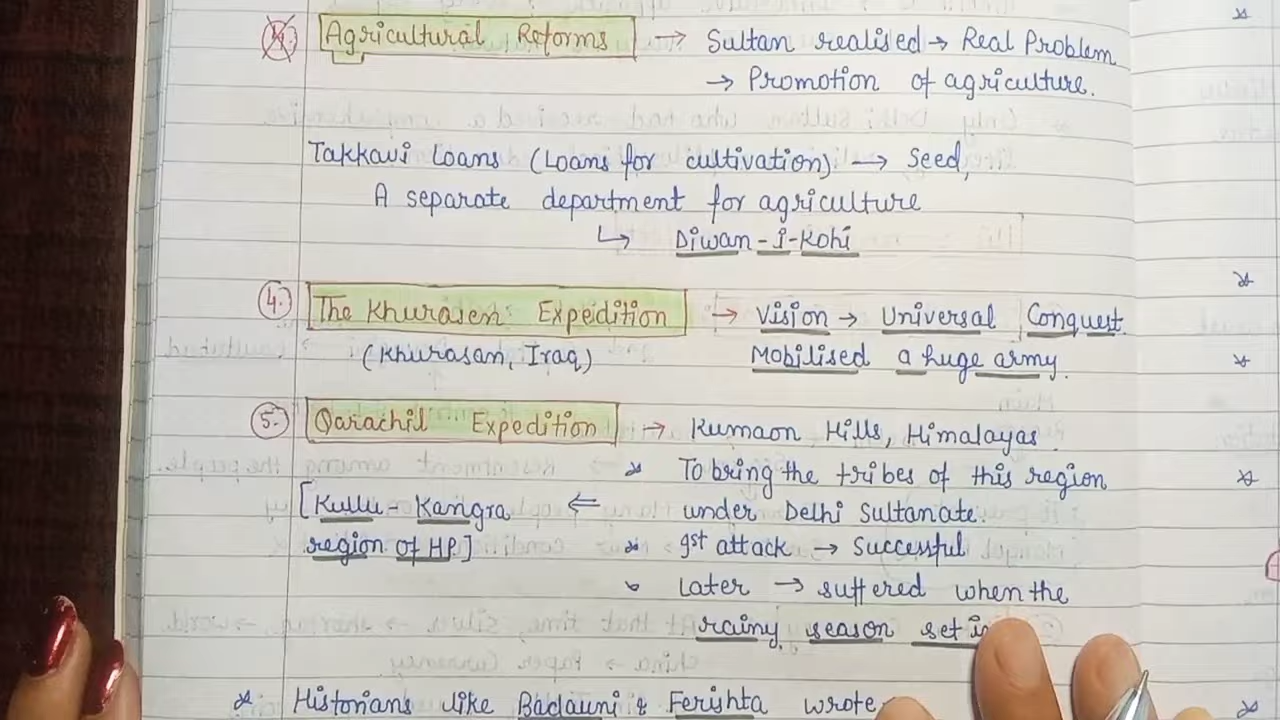 4. Agricultural Reforms → Sultan realised → Real Problem
→ Promotion of agriculture.
Takkavi Loans (Loans for cultivation) → Seed,
A separate department for agriculture
↳ Diwan-i-Kohi
4. The Khurasen Expedition → Vision → Universal Conquest
(Khurasan, Iraq) Mobilised a huge army.
5. Qarachil Expedition → Kumaon Hills, Himalayas
* To bring the tribes of this region
[Kullu - Kangra ⇐ under Delhi Sultanate.
region of HP] * 1st attack → Successful
* Later → suffered when the
rainy season set in
* Historians like Badauni & Ferishta wrote